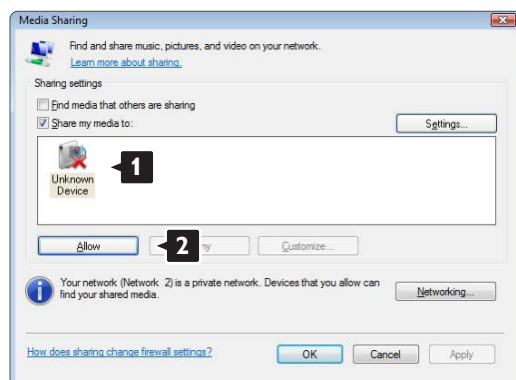 Media Sharing
Find and share music, pictures, and video on your network.
Learn more about sharing.
Sharing settings
Find media that others are sharing
Share my media to:
Settings...
Unknown
Device
1
Allow
2
ny
Customize...
Your network (Network 2) is a private network. Devices that you allow can
find your shared media.
Networking...
How does sharing change firewall settings?
OK
Cancel
Apply